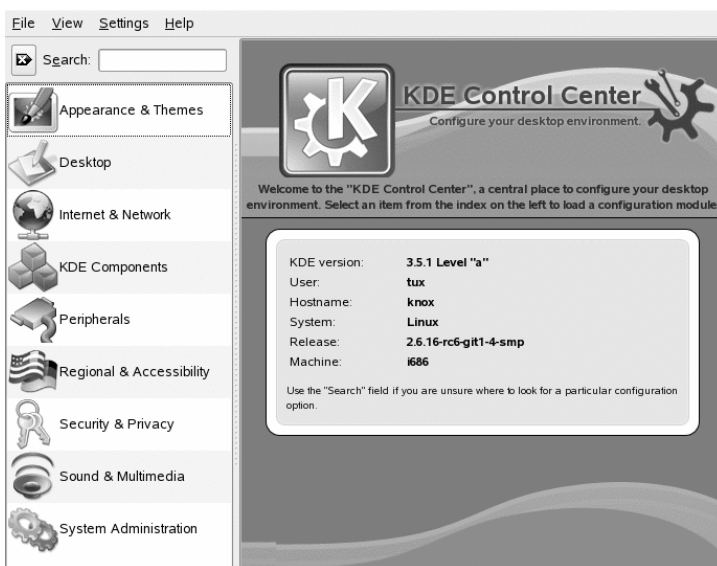 File View Settings Help
Search:
Appearance & Themes
Desktop
Internet & Network
KDE Components
Peripherals
Regional & Accessibility
Security & Privacy
Sound & Multimedia
System Administration
K
KDE Control Center
Configure your desktop environment.
Welcome to the "KDE Control Center", a central place to configure your desktop
environment. Select an item from the index on the left to load a configuration module
KDE version: 3.5.1 Level "a"
User: tux
Hostname: knox
System: Linux
Release: 2.6.16-rc6-git1-4-smp
Machine: i686
Use the "Search" field if you are unsure where to look for a particular configuration
option.